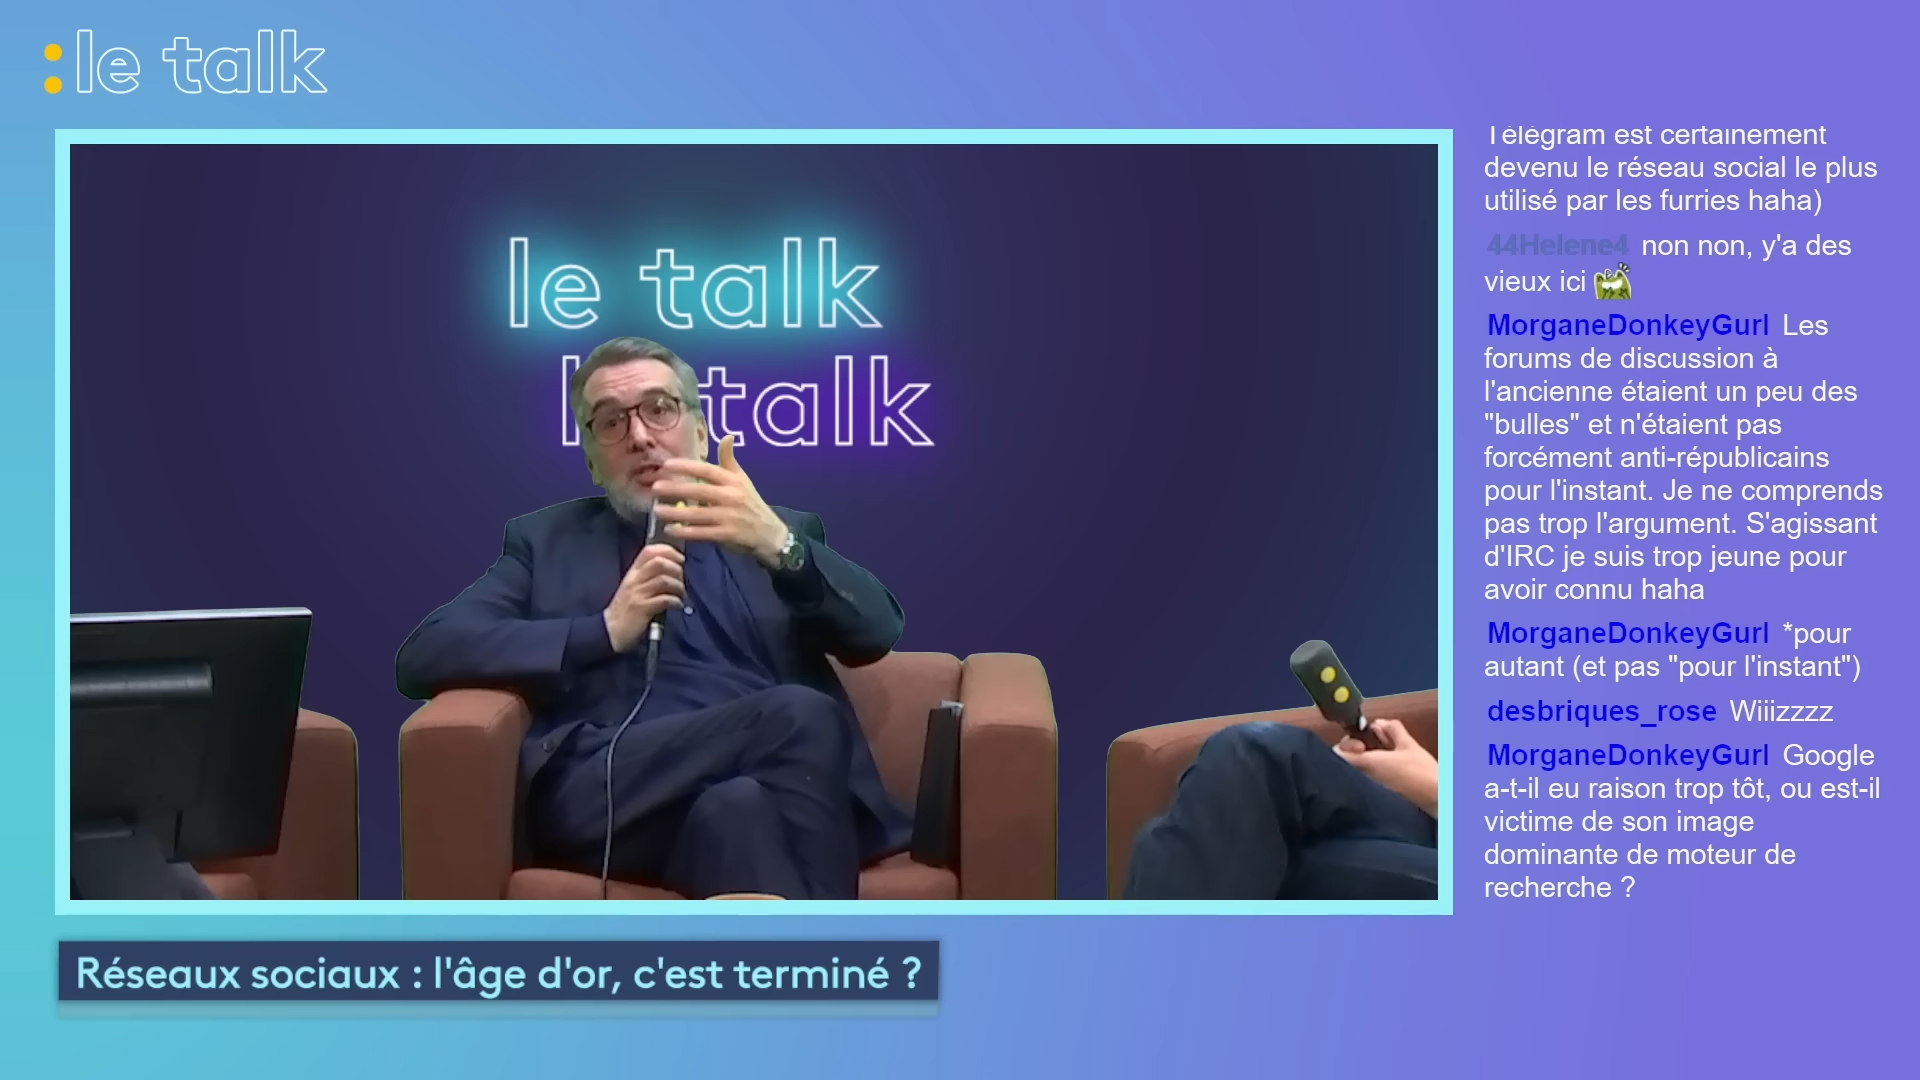 :le talk
le talk
talk
Télégram est certainement
devenu le réseau social le plus
utilisé par les furries haha)
44Helene4 non non, y'a des
vieux ici
MorganeDonkeyGurl Les
forums de discussion à
l'ancienne étaient un peu des
"bulles" et n'étaient pas
forcément anti-républicains
pour l'instant. Je ne comprends
pas trop l'argument. S'agissant
d'IRC je suis trop jeune pour
avoir connu haha
MorganeDonkeyGurl *pour
autant (et pas "pour l'instant")
desbriques_rose Wiiizzzz
MorganeDonkeyGurl Google
a-t-il eu raison trop tôt, ou est-il
victime de son image
dominante de moteur de
recherche ?
Réseaux sociaux : l'âge d'or, c'est terminé ?